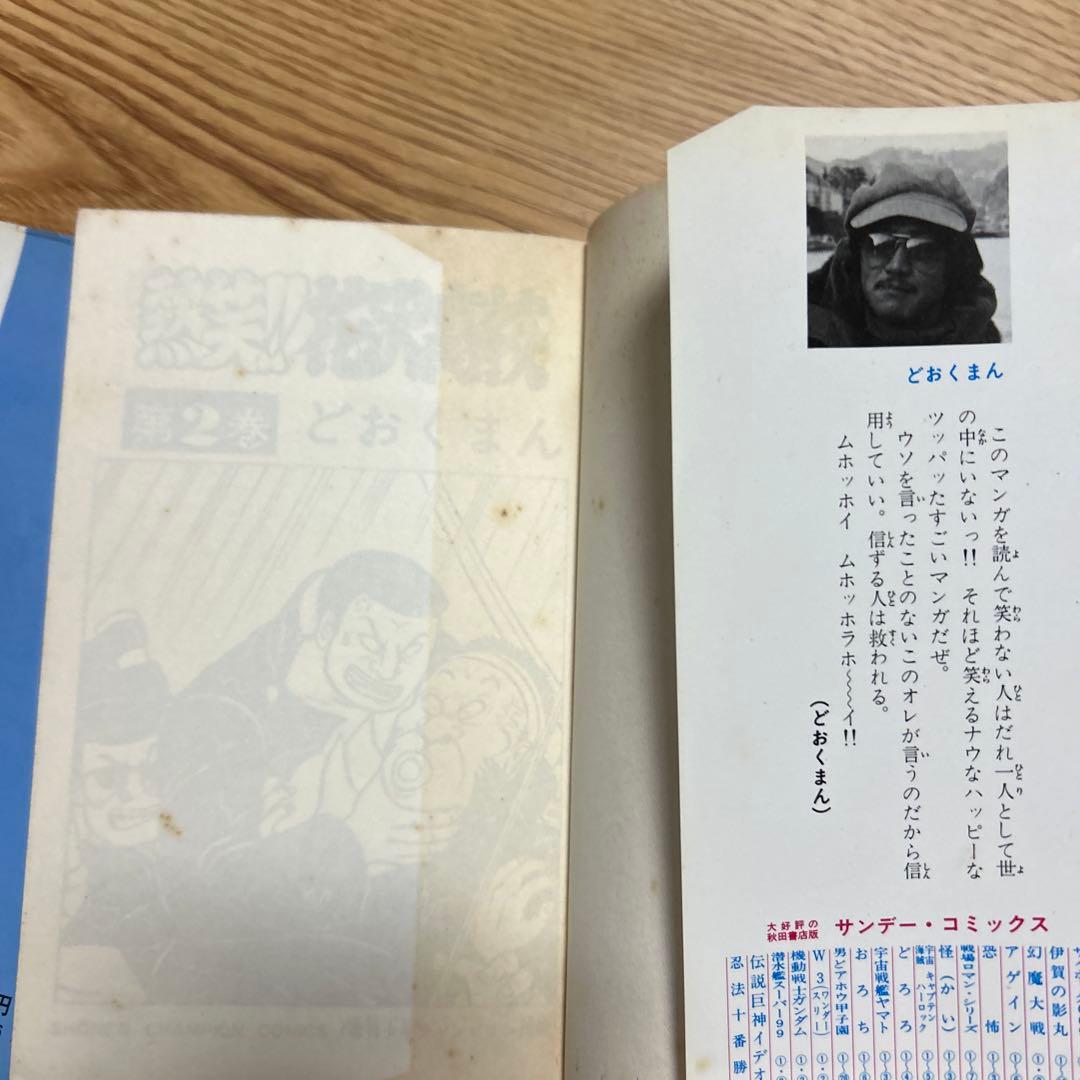 熱笑!!花沢高校
第2巻
どおくまん
どおくまん
このマンガを読んで笑わない人はだれ一人として世
の中にいないっ!! それほど笑えるナウなハッピーな
ツッパッたすごいマンガだぜ。
ウソを言ったことのないこのオレが言うのだから信
用していい。信ずる人は救われる。
ムホッホイ ムホッホラホ〜〜〜イ!!
(どおくまん)
大好評の
秋田書店版
サンデー・コミックス
伊賀の影丸
幻魔大戦
アゲイン
恐怖
戦場ロマン・シリーズ
怪(かい)
宇宙海賊 キャプテンハーロック
どろろ
宇宙戦艦ヤマト
おろち
男どアホウ甲子園
W3(ワンダースリー)
機動戦士ガンダム
潜水艦スーパー99
伝説巨神イデオ
忍法十番勝
円